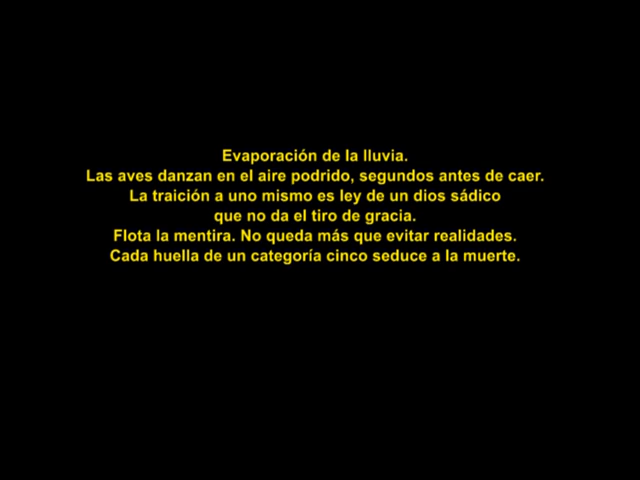 Evaporación de la lluvia.
Las aves danzan en el aire podrido, segundos antes de caer.
La traición a uno mismo es ley de un dios sádico
que no da el tiro de gracia.
Flota la mentira. No queda más que evitar realidades.
Cada huella de un categoría cinco seduce a la muerte.